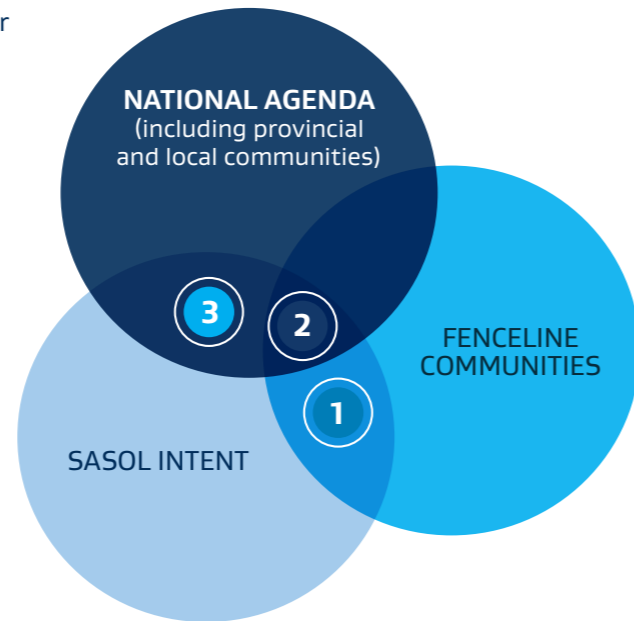 r
NATIONAL AGENDA
(including provincial
and local communities)
3
2
FENCELINE
COMMUNITIES
1
SASOL INTENT